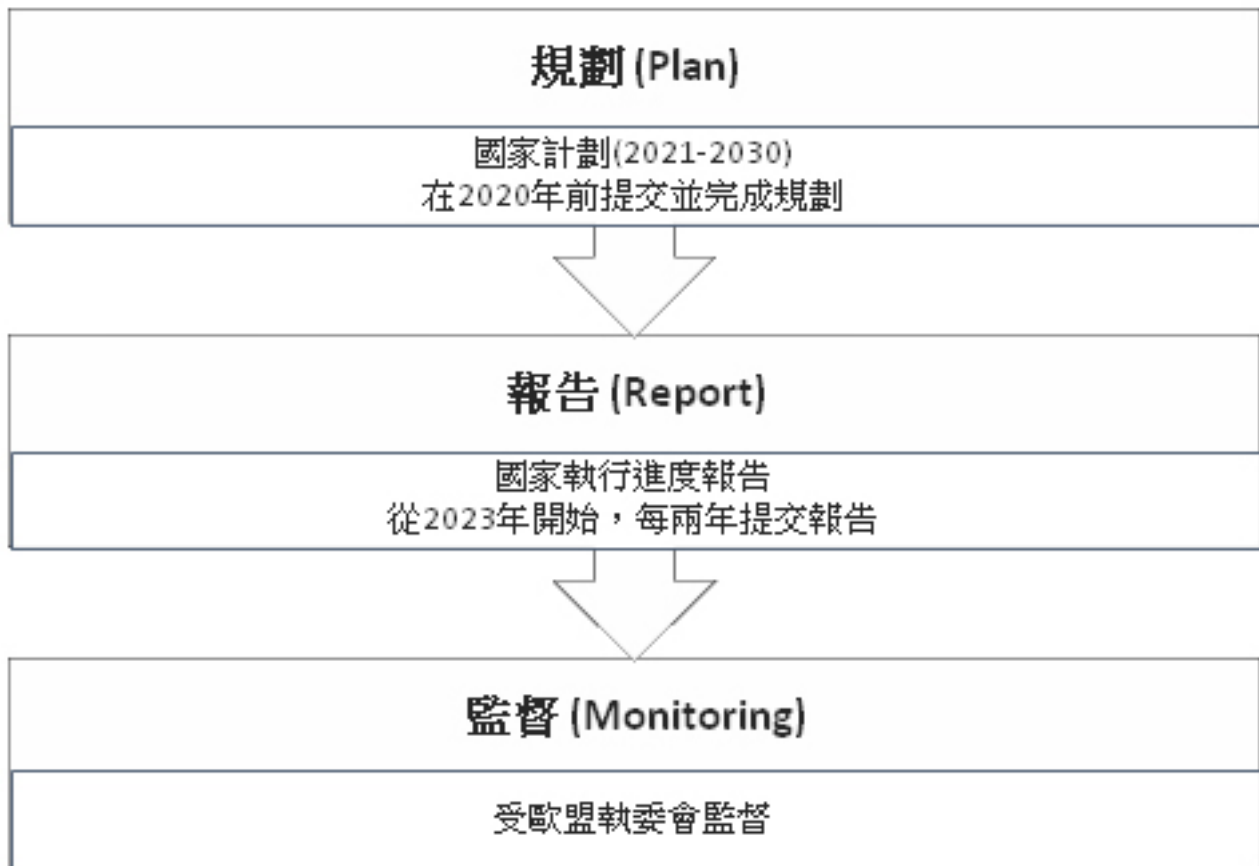 規劃 (Plan)
國家計劃(2021-2030)
在2020年前提交並完成規劃
報告 (Report)
國家執行進度報告
從2023年開始，每兩年提交報告
監督 (Monitoring)
受歐盟執委會監督